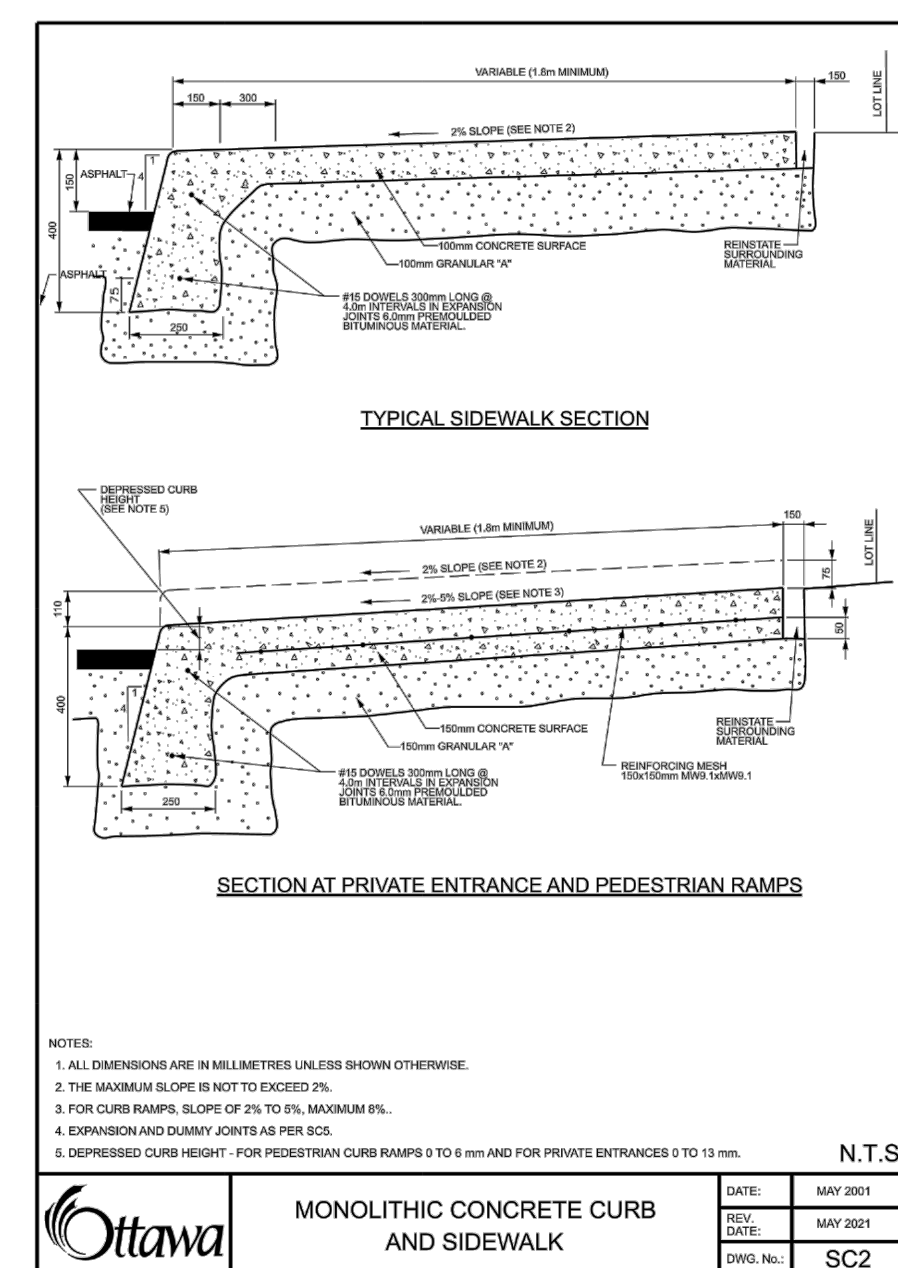 VARIABLE (1.8m MINIMUM)
150
LOT LINE
150
300
2% SLOPE (SEE NOTE 2)
ASPHALT
1
4
150
400
ASPHALT
75
250
100mm CONCRETE SURFACE
100mm GRANULAR "A"
REINSTATE
SURROUNDING
MATERIAL
#15 DOWELS 300mm LONG @
4.0m INTERVALS IN EXPANSION
JOINTS 6.0mm PREMOULDED
BITUMINOUS MATERIAL.
TYPICAL SIDEWALK SECTION
DEPRESSED CURB
HEIGHT
(SEE NOTE 5)
VARIABLE (1.8m MINIMUM)
150
LOT LINE
2% SLOPE (SEE NOTE 2)
75
2%-5% SLOPE (SEE NOTE 3)
110
50
400
1
4
250
150mm CONCRETE SURFACE
150mm GRANULAR "A"
REINSTATE
SURROUNDING
MATERIAL
REINFORCING MESH
150x150mm MW9.1xMW9.1
#15 DOWELS 300mm LONG @
4.0m INTERVALS IN EXPANSION
JOINTS 6.0mm PREMOULDED
BITUMINOUS MATERIAL.
SECTION AT PRIVATE ENTRANCE AND PEDESTRIAN RAMPS
NOTES:
1. ALL DIMENSIONS ARE IN MILLIMETRES UNLESS SHOWN OTHERWISE.
2. THE MAXIMUM SLOPE IS NOT TO EXCEED 2%.
3. FOR CURB RAMPS, SLOPE OF 2% TO 5%, MAXIMUM 8%..
4. EXPANSION AND DUMMY JOINTS AS PER SC5.
5. DEPRESSED CURB HEIGHT - FOR PEDESTRIAN CURB RAMPS 0 TO 6 mm AND FOR PRIVATE ENTRANCES 0 TO 13 mm.
N.T.S
Ottawa
MONOLITHIC CONCRETE CURB
AND SIDEWALK
DATE: MAY 2001
REV. DATE: MAY 2021
DWG. No.: SC2